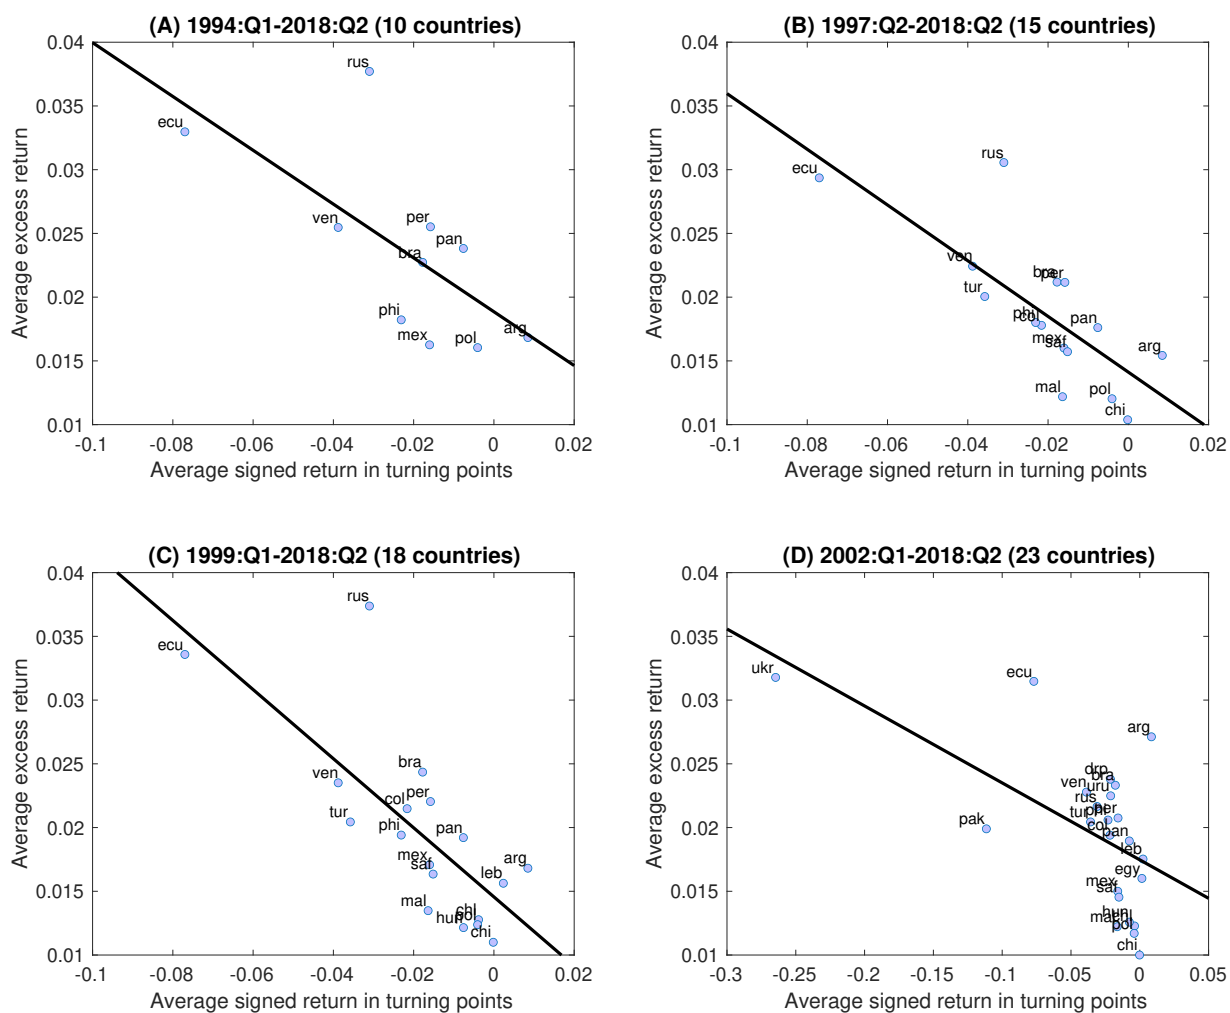 (A) 1994:Q1-2018:Q2 (10 countries)
Average excess return
0.04
0.035
0.03
0.025
0.02
0.015
0.01
rus
ecu
ven
per
pan
bra
phi
mex
pol
arg
-0.1 -0.08 -0.06 -0.04 -0.02 0 0.02
Average signed return in turning points
(B) 1997:Q2-2018:Q2 (15 countries)
Average excess return
0.04
0.035
0.03
0.025
0.02
0.015
0.01
rus
ecu
ven
bra
per
tur
phi
col
pan
mex
saf
arg
mal
pol
chi
-0.1 -0.08 -0.06 -0.04 -0.02 0 0.02
Average signed return in turning points
(C) 1999:Q1-2018:Q2 (18 countries)
Average excess return
0.04
0.035
0.03
0.025
0.02
0.015
0.01
rus
ecu
ven
bra
col
per
tur
phi
pan
mex
saf
arg
leb
mal
hun
chl
pol
chi
-0.1 -0.08 -0.06 -0.04 -0.02 0 0.02
Average signed return in turning points
(D) 2002:Q1-2018:Q2 (23 countries)
Average excess return
0.04
0.035
0.03
0.025
0.02
0.015
0.01
ukr
ecu
arg
drp
bra
ven
uru
rus
tur
phi
per
pak
col
pan
leb
egy
mex
saf
hun
mal
chl
pol
chi
-0.3 -0.25 -0.2 -0.15 -0.1 -0.05 0 0.05
Average signed return in turning points